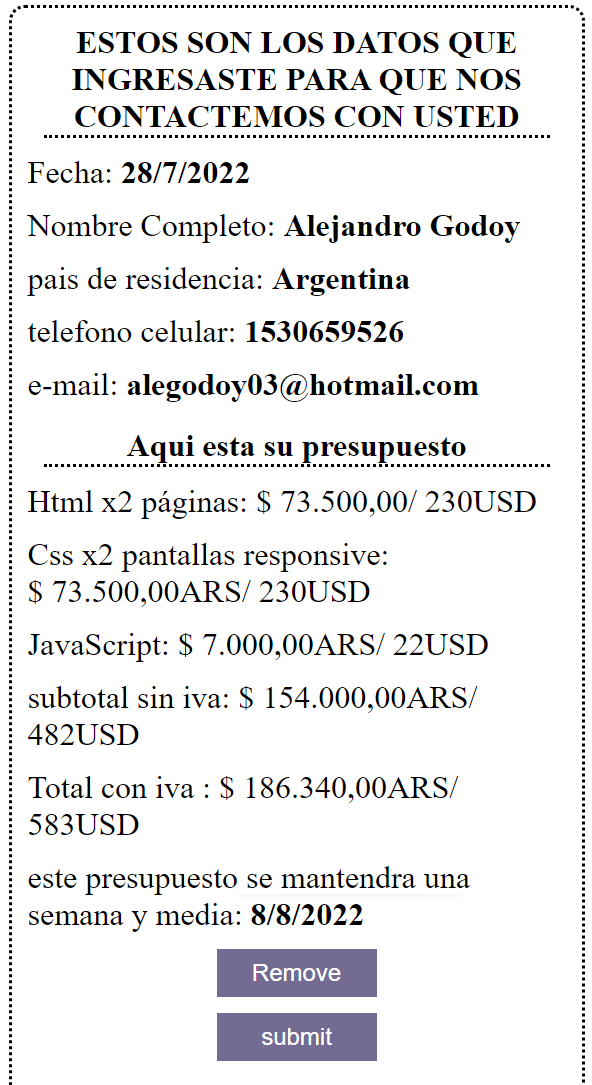 ESTOS SON LOS DATOS QUE
INGRESASTE PARA QUE NOS
CONTACTEMOS CON USTED
Fecha: 28/7/2022
Nombre Completo: Alejandro Godoy
pais de residencia: Argentina
telefono celular: 1530659526
e-mail: alegodoy03@hotmail.com
Aqui esta su presupuesto
Html x2 páginas: $ 73.500,00/ 230USD
Css x2 pantallas responsive:
$ 73.500,00ARS/ 230USD
JavaScript: $ 7.000,00ARS/ 22USD
subtotal sin iva: $ 154.000,00ARS/
482USD
Total con iva : $ 186.340,00ARS/
583USD
este presupuesto se mantendra una
semana y media: 8/8/2022
Remove
submit